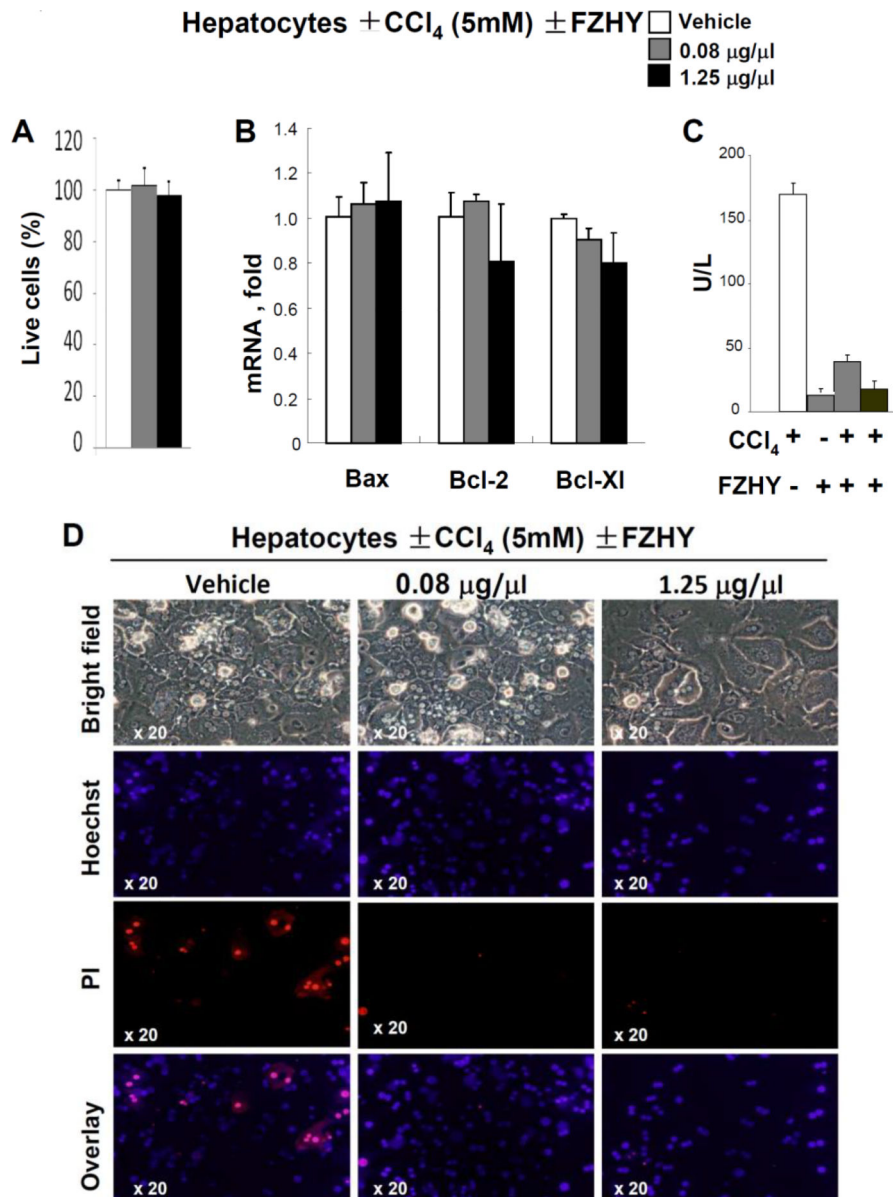 Hepatocytes ±CCl₄ (5mM) ±FZHY
Vehicle
0.08 µg/µl
1.25 µg/µl
A
Live cells (%)
120
100
80
60
40
20
0
B
mRNA , fold
1.4
1.2
1.0
0.8
0.6
0.4
0.2
0
Bax Bcl-2 Bcl-Xl
C
U/L
200
150
100
50
0
CCl₄ + - + +
FZHY - + + +
D
Hepatocytes ±CCl₄ (5mM) ±FZHY
Vehicle 0.08 µg/µl 1.25 µg/µl
Bright field
x 20 x 20 x 20
Hoechst
x 20 x 20 x 20
PI
x 20 x 20 x 20
Overlay
x 20 x 20 x 20